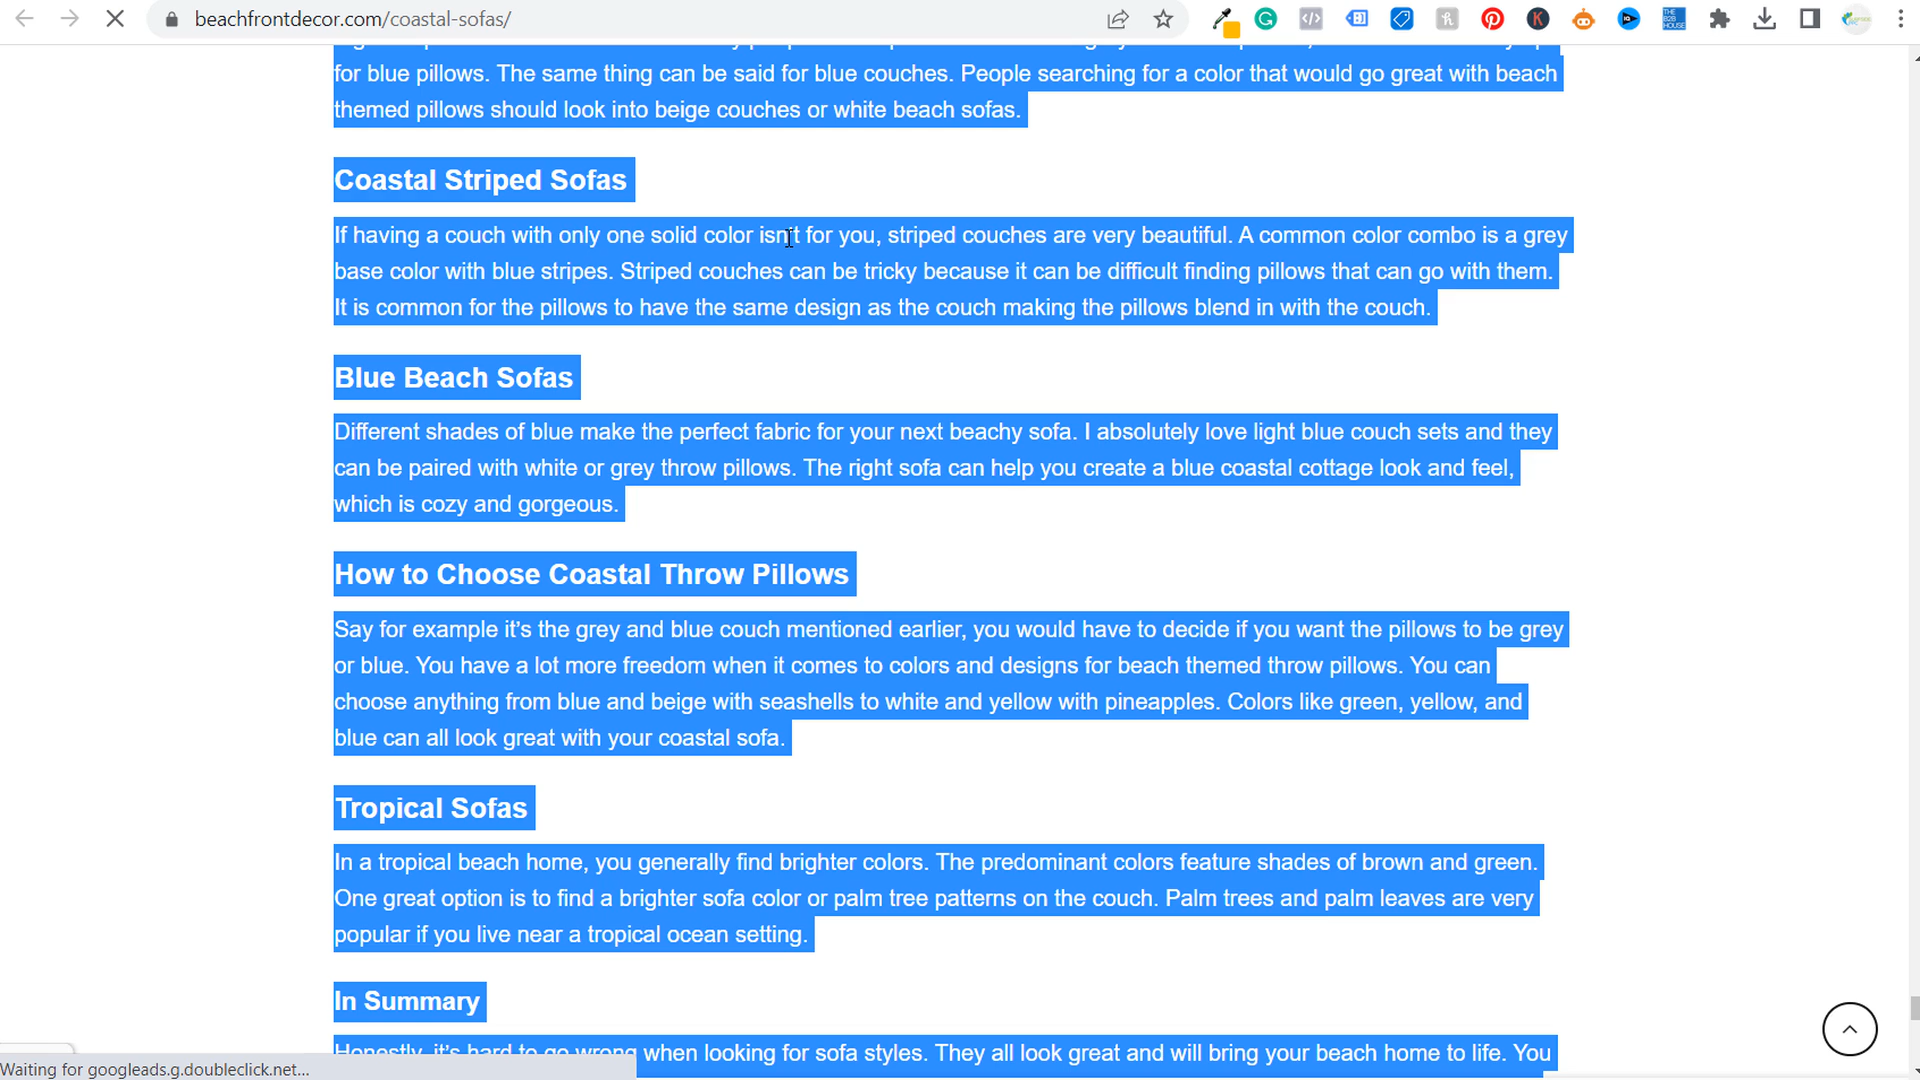 beachfrontdecor.com/coastal-sofas/
THE
B2B
HOUSE
for blue pillows. The same thing can be said for blue couches. People searching for a color that would go great with beach
themed pillows should look into beige couches or white beach sofas.
Coastal Striped Sofas
If having a couch with only one solid color isn't for you, striped couches are very beautiful. A common color combo is a grey
base color with blue stripes. Striped couches can be tricky because it can be difficult finding pillows that can go with them.
It is common for the pillows to have the same design as the couch making the pillows blend in with the couch.
Blue Beach Sofas
Different shades of blue make the perfect fabric for your next beachy sofa. I absolutely love light blue couch sets and they
can be paired with white or grey throw pillows. The right sofa can help you create a blue coastal cottage look and feel,
which is cozy and gorgeous.
How to Choose Coastal Throw Pillows
Say for example it’s the grey and blue couch mentioned earlier, you would have to decide if you want the pillows to be grey
or blue. You have a lot more freedom when it comes to colors and designs for beach themed throw pillows. You can
choose anything from blue and beige with seashells to white and yellow with pineapples. Colors like green, yellow, and
blue can all look great with your coastal sofa.
Tropical Sofas
In a tropical beach home, you generally find brighter colors. The predominant colors feature shades of brown and green.
One great option is to find a brighter sofa color or palm tree patterns on the couch. Palm trees and palm leaves are very
popular if you live near a tropical ocean setting.
In Summary
Honestly, it’s hard to go wrong when looking for sofa styles. They all look great and will bring your beach home to life. You
Waiting for googleads.g.doubleclick.net...